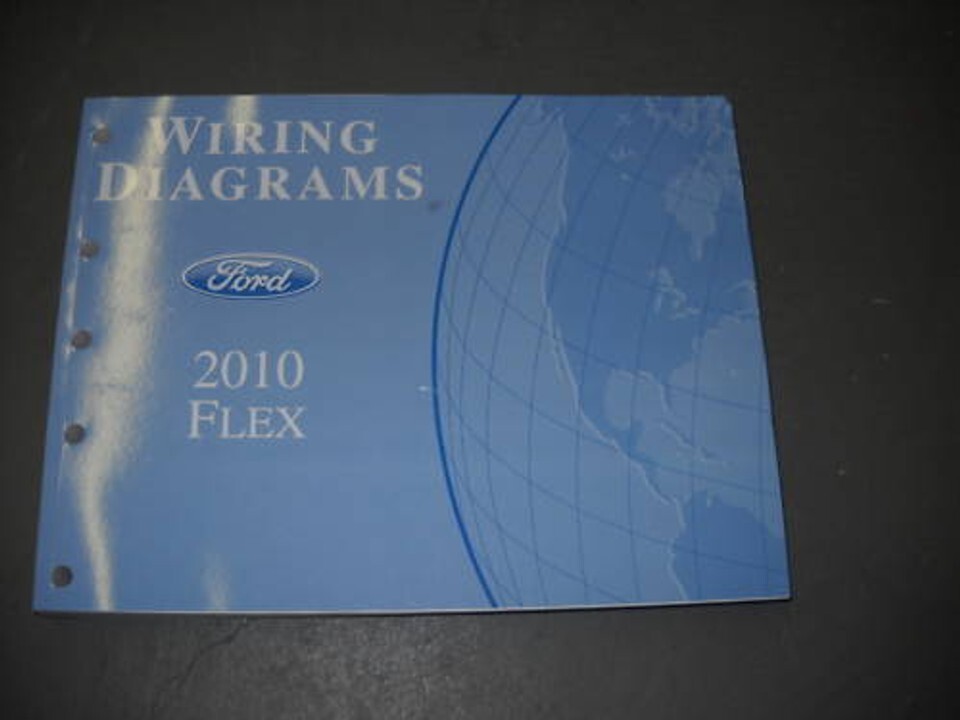 WIRING
DIAGRAMS
Ford
2010
FLEX